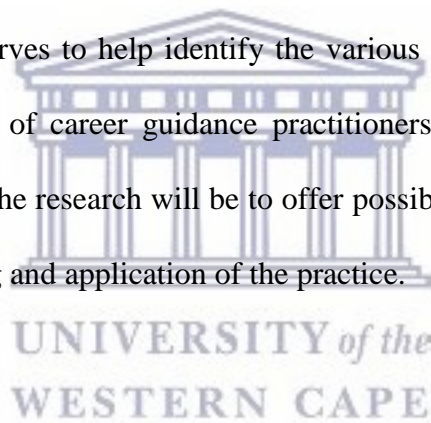 rves to help identify the various
of career guidance practitioners
he research will be to offer possib
g and application of the practice.
UNIVERSITY of the
WESTERN CAPE